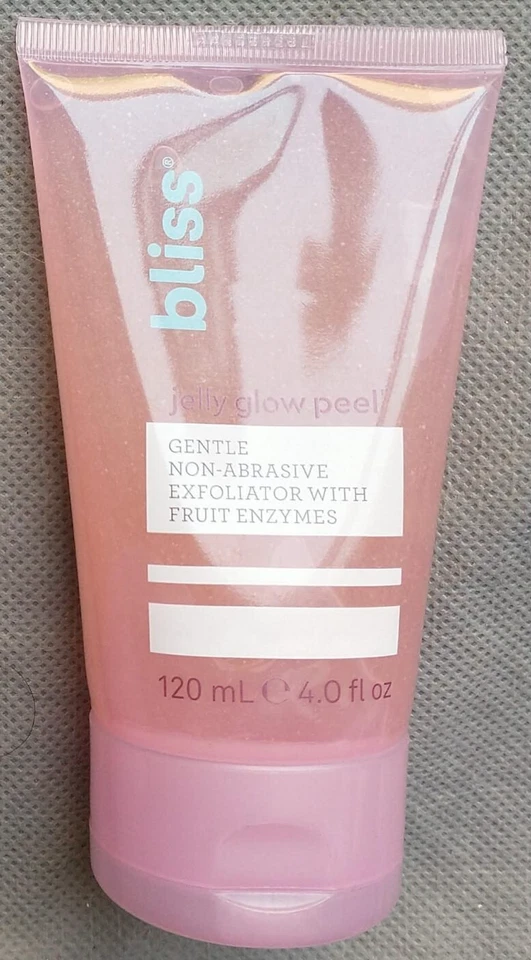 bliss®
jelly glow peel
GENTLE
NON-ABRASIVE
EXFOLIATOR WITH
FRUIT ENZYMES
120 mL ℮ 4.0 fl oz